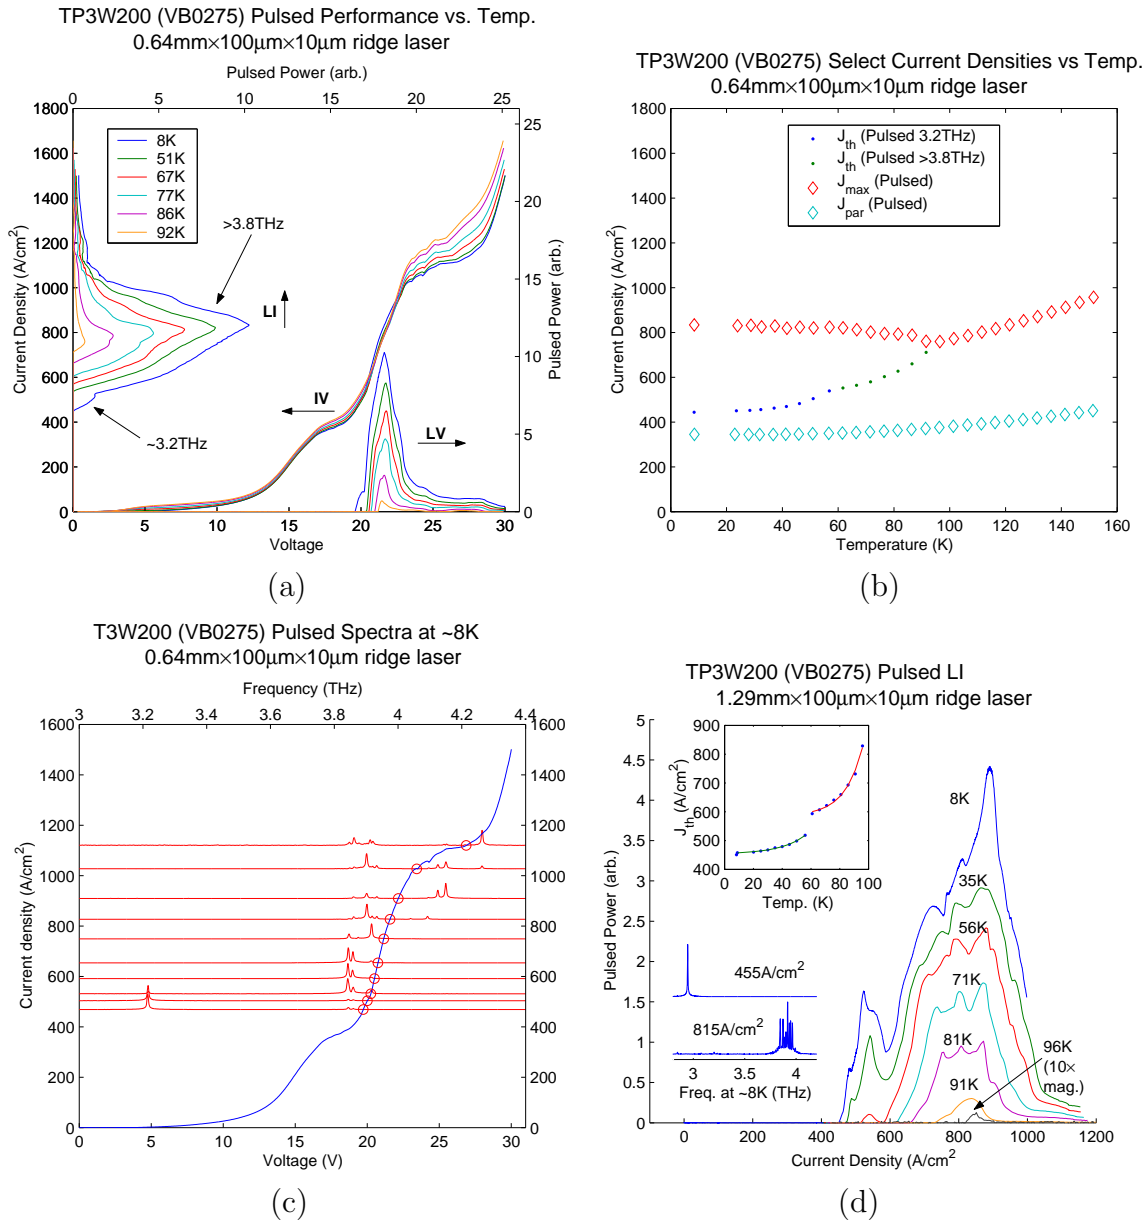 TP3W200 (VB0275) Pulsed Performance vs. Temp.
0.64mm×100µm×10µm ridge laser
Pulsed Power (arb.)
0 5 10 15 20 25
1800
1600
1400
1200
1000
800
600
400
200
0
Current Density (A/cm²)
8K
51K
67K
77K
86K
92K
>3.8THz
LI
~3.2THz
IV
LV
25
20
15
10
5
0
Pulsed Power (arb.)
0 5 10 15 20 25 30
Voltage
(a)
TP3W200 (VB0275) Select Current Densities vs Temp.
0.64mm×100µm×10µm ridge laser
1800
1600
1400
1200
1000
800
600
400
200
0
Current Density (A/cm²)
J_th (Pulsed 3.2THz)
J_th (Pulsed >3.8THz)
J_max (Pulsed)
J_par (Pulsed)
0 20 40 60 80 100 120 140 160
Temperature (K)
(b)
T3W200 (VB0275) Pulsed Spectra at ~8K
0.64mm×100µm×10µm ridge laser
Frequency (THz)
3 3.2 3.4 3.6 3.8 4 4.2 4.4
1600 1600
1400 1400
1200 1200
1000 1000
800 800
600 600
400 400
200 200
0 0
Current density (A/cm²)
0 5 10 15 20 25 30
Voltage (V)
(c)
TP3W200 (VB0275) Pulsed LI
1.29mm×100µm×10µm ridge laser
5
4.5
4
3.5
3
2.5
2
1.5
1
0.5
0
Pulsed Power (arb.)
900
800
700
600
500
400
J_th (A/cm²)
0 20 40 60 80 100
Temp. (K)
8K
35K
56K
71K
81K
91K
96K
(10×
mag.)
455A/cm²
815A/cm²
3 3.5 4
Freq. at ~8K (THz)
0 200 400 600 800 1000 1200
Current Density (A/cm²)
(d)